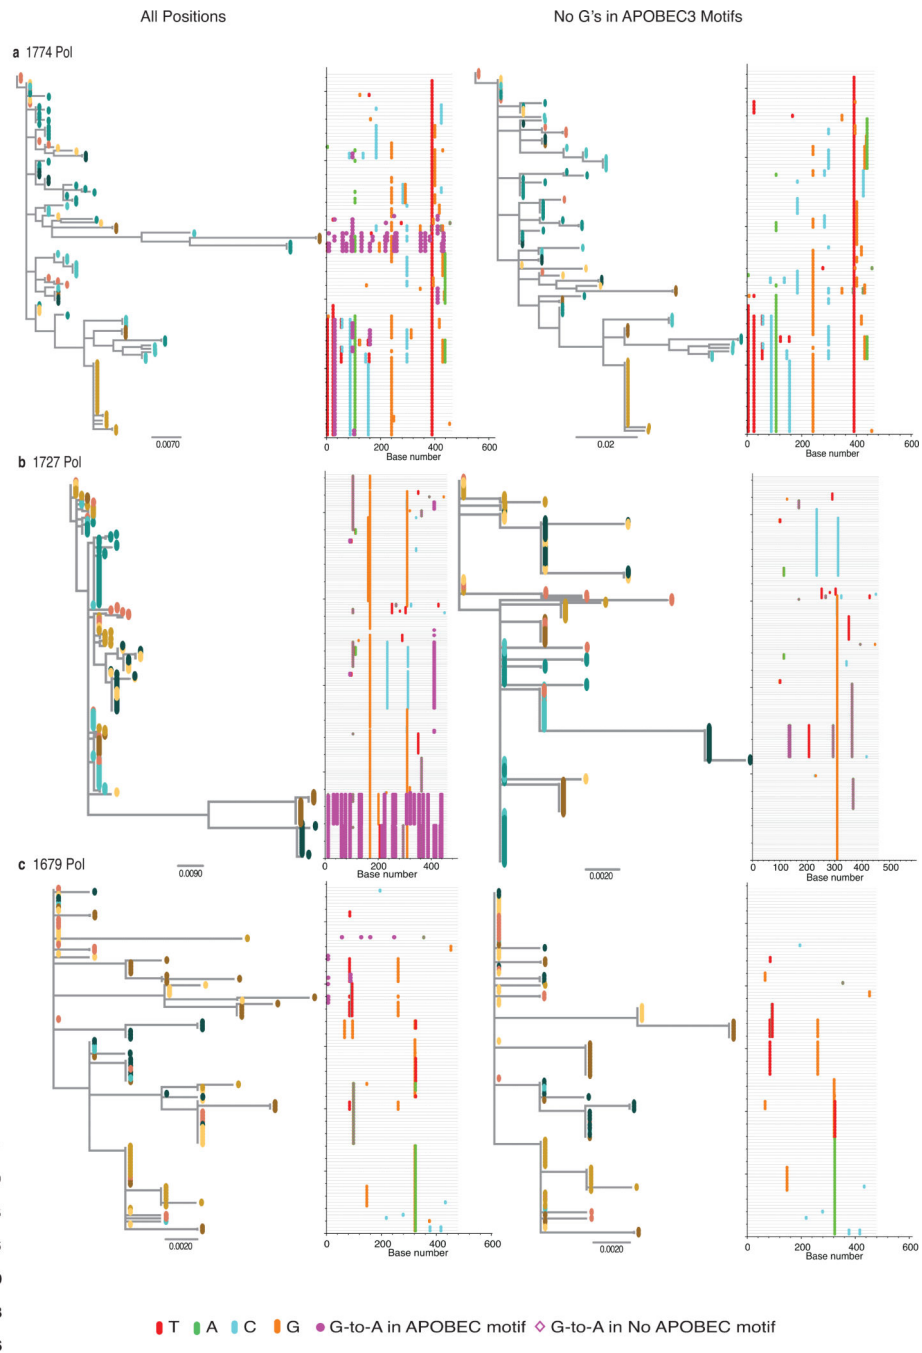 All Positions
No G's in APOBEC3 Motifs
a 1774 Pol
0.0070
0 200 400 600
Base number
0.02
0 200 400 600
Base number
b 1727 Pol
0.0090
0 200 400
Base number
0.0020
0 100 200 300 400 500
Base number
c 1679 Pol
0.0020
0 200 400 600
Base number
0.0020
0 200 400 600
Base number
T A C G G-to-A in APOBEC motif G-to-A in No APOBEC motif